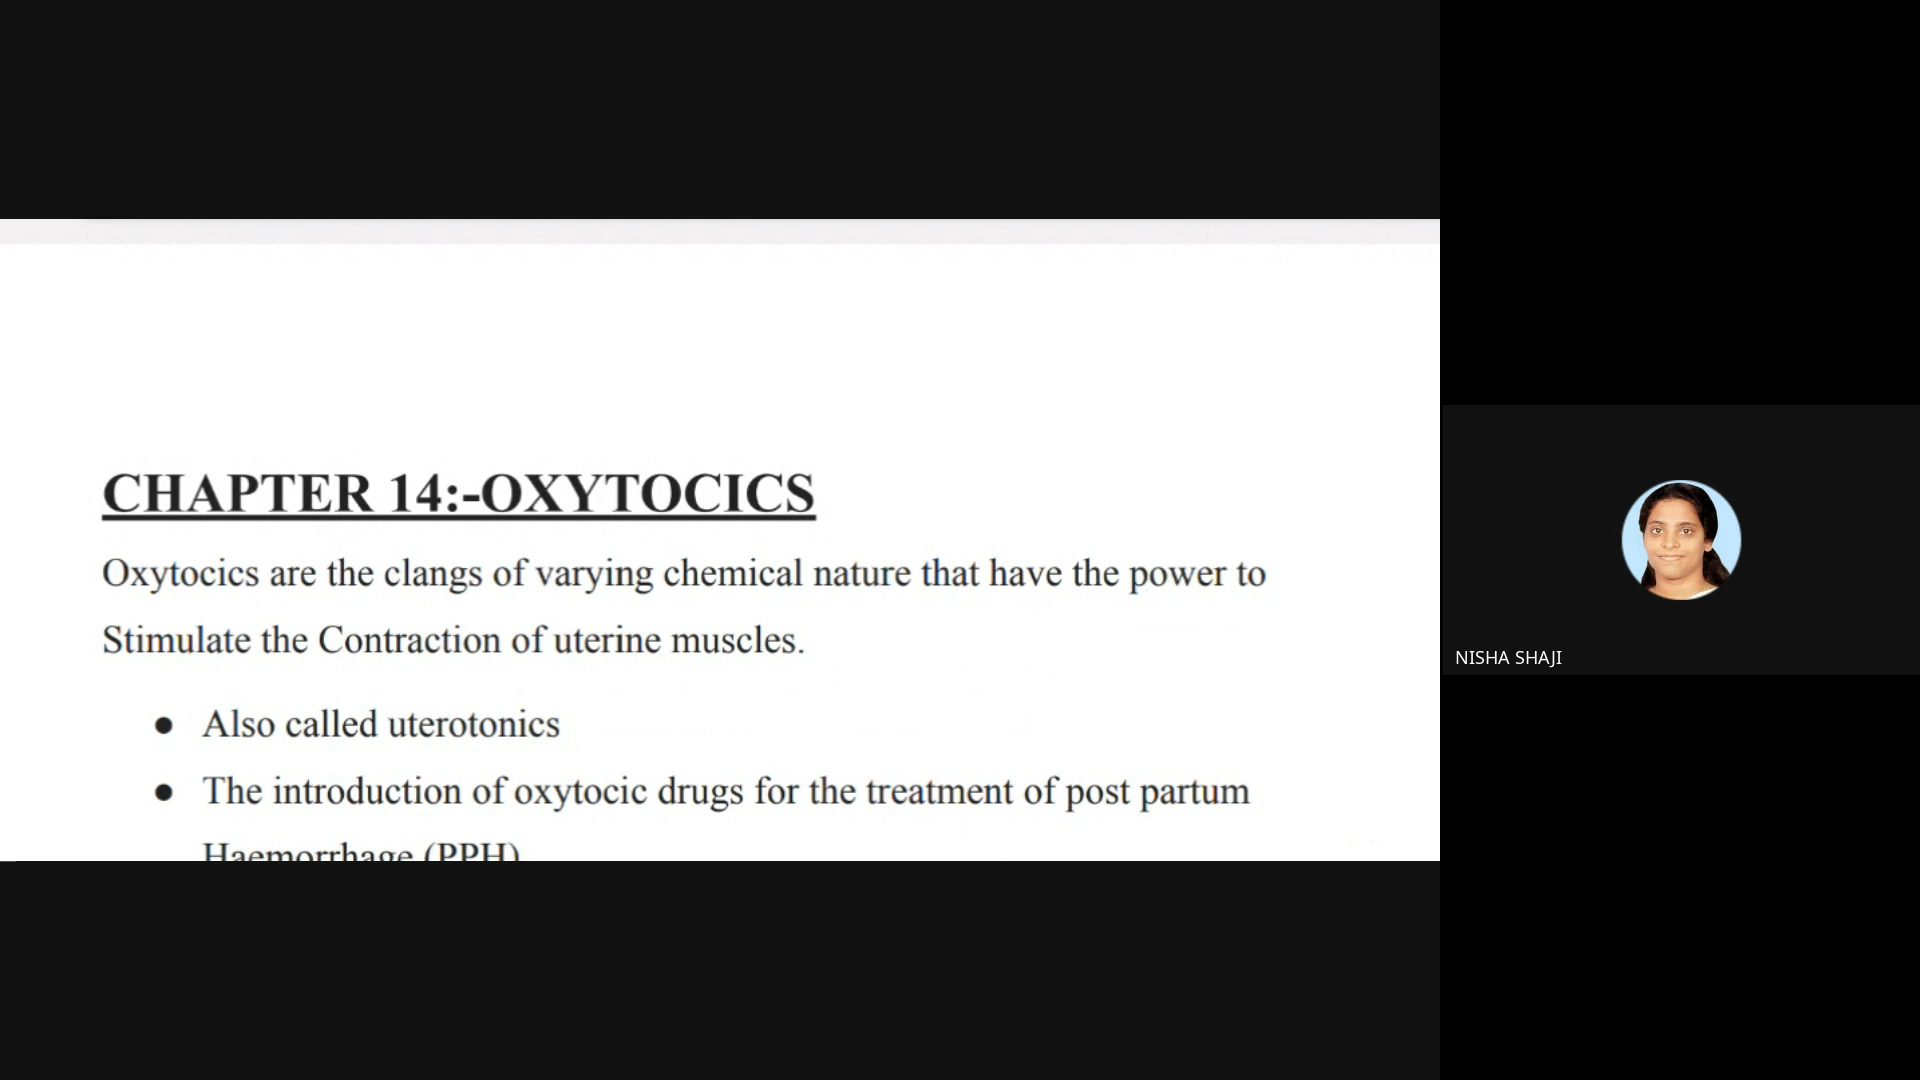 CHAPTER 14:-OXYTOCICS
Oxytocics are the clangs of varying chemical nature that have the power to
Stimulate the Contraction of uterine muscles.
● Also called uterotonics
● The introduction of oxytocic drugs for the treatment of post partum
Haemorrhage (PPH)
NISHA SHAJI